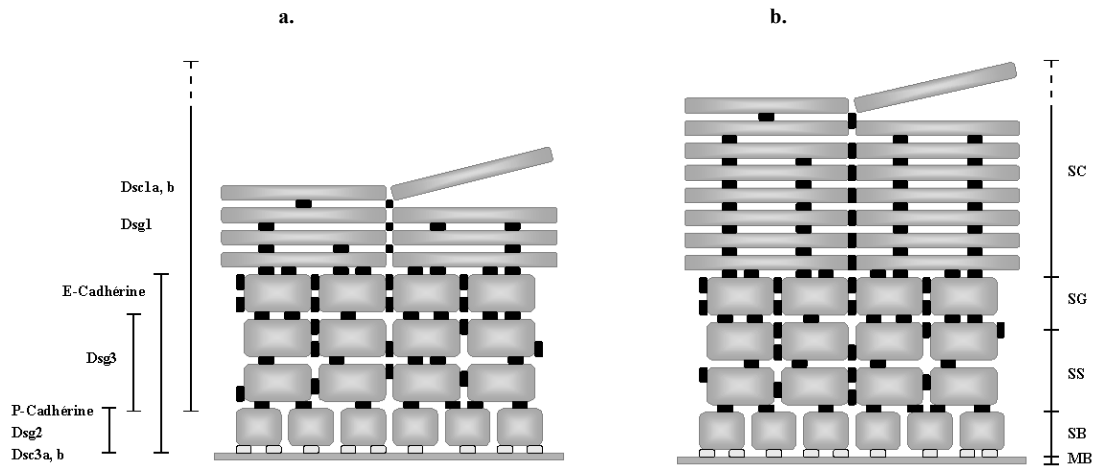 a.
b.
Dsc1a, b
Dsg1
E-Cadhérine
Dsg3
P-Cadhérine
Dsg2
Dsc3a, b
SC
SG
SS
SB
MB